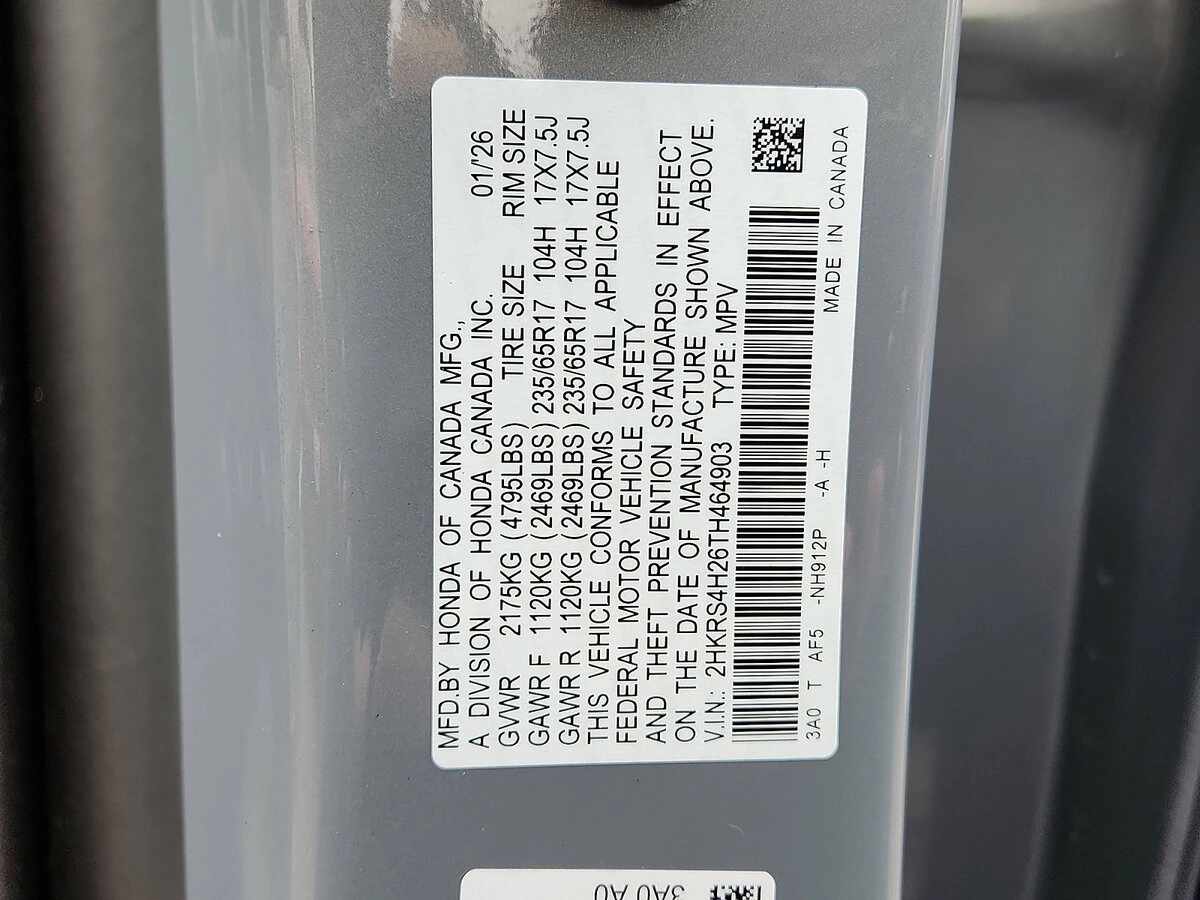 MFD.BY HONDA OF CANADA MFG.,
A DIVISION OF HONDA CANADA INC. 01/'26
GVWR 2175KG (4795LBS) TIRE SIZE RIM SIZE
GAWR F 1120KG (2469LBS) 235/65R17 104H 17X7.5J
GAWR R 1120KG (2469LBS) 235/65R17 104H 17X7.5J
THIS VEHICLE CONFORMS TO ALL APPLICABLE
FEDERAL MOTOR VEHICLE SAFETY
AND THEFT PREVENTION STANDARDS IN EFFECT
ON THE DATE OF MANUFACTURE SHOWN ABOVE.
V.I.N.: 2HKRS4H26TH464903 TYPE: MPV
3A0 T AF5 -NH912P -A -H MADE IN CANADA
3A0 A0